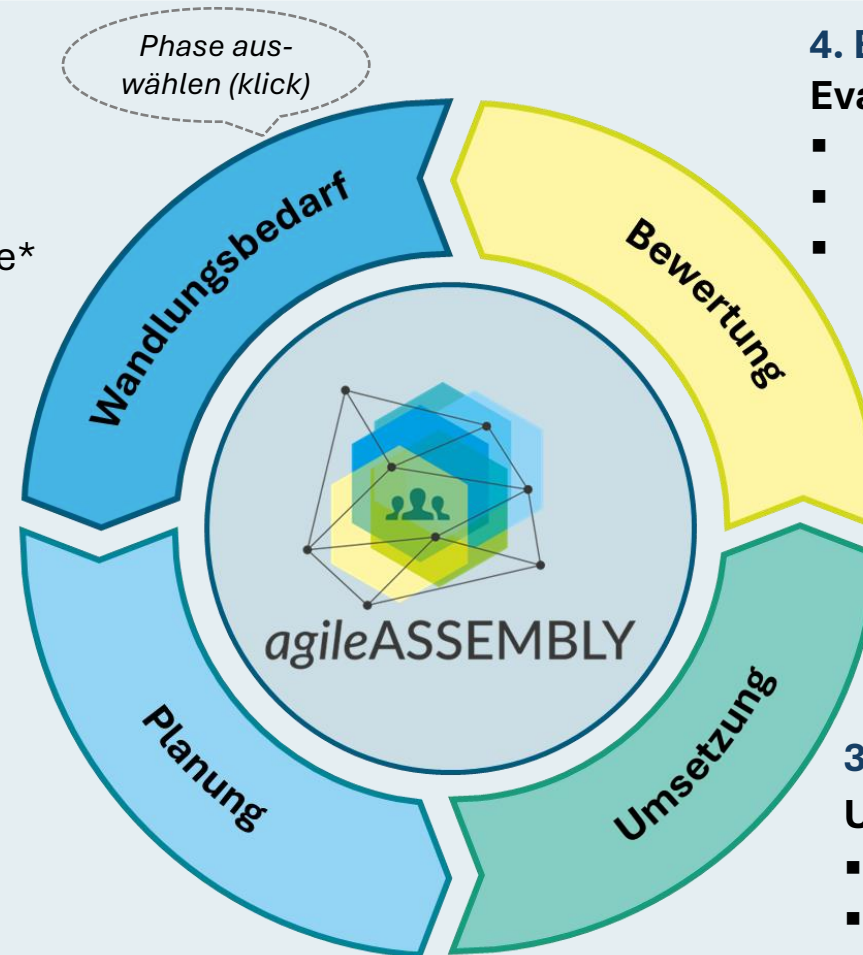 Phase aus-
wählen (klick)
4. E
Eva
e*
Wandlungsbedarf
Bewertung
agileASSEMBLY
Planung
Umsetzung
3
U